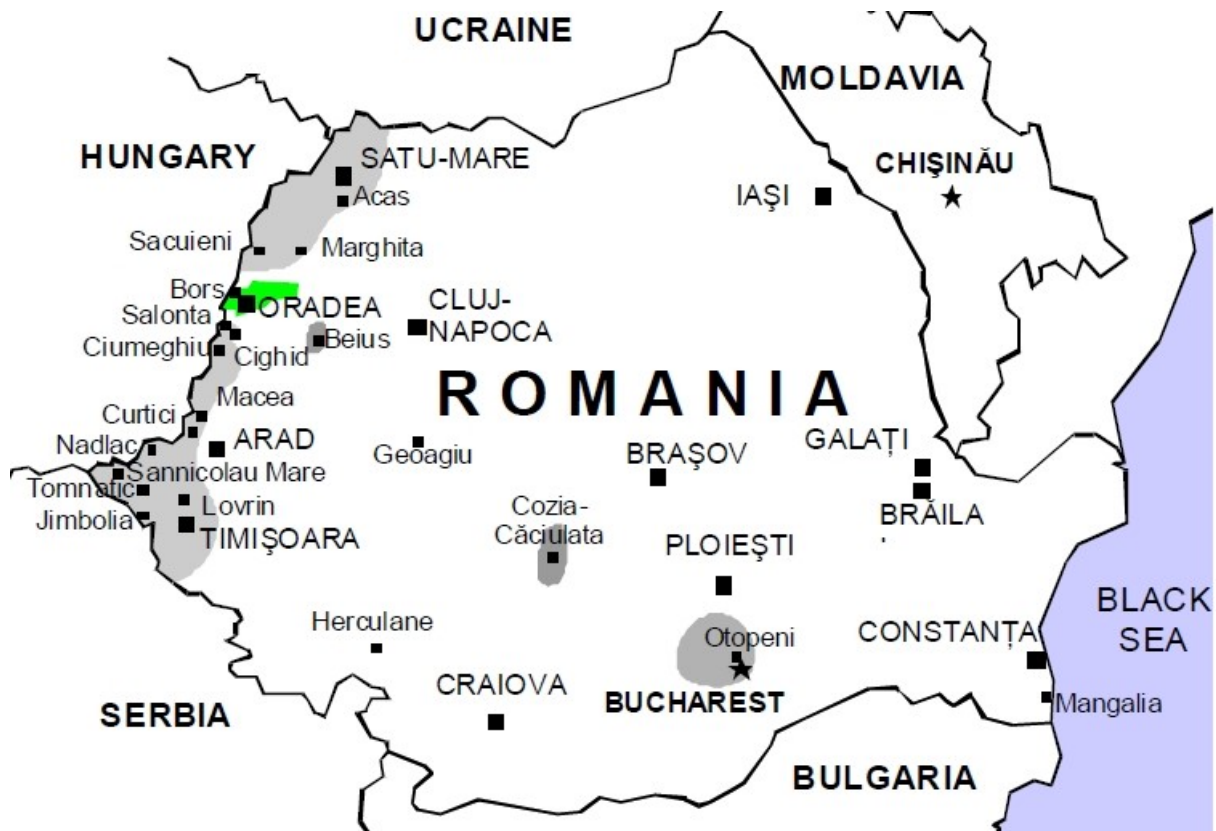 UCRAINE
MOLDAVIA
HUNGARY
SATU-MARE
CHIŞINĂU
Acas
IAŞI
Sacuieni
Marghita
Bors
ORADEA
CLUJ-
NAPOCA
Salonta
Ciumeghiu
Cighid
Beius
ROMANIA
Macea
Curtici
ARAD
Nadlac
Geoagiu
BRAŞOV
GALAȚI
Sannicolau Mare
Tomnatic
Lovrin
Jimbolia
TIMIŞOARA
Cozia-
Căciulata
BRĂILA
PLOIEŞTI
BLACK
SEA
Herculane
Otopeni
CONSTANȚA
CRAIOVA
BUCHAREST
Mangalia
SERBIA
BULGARIA